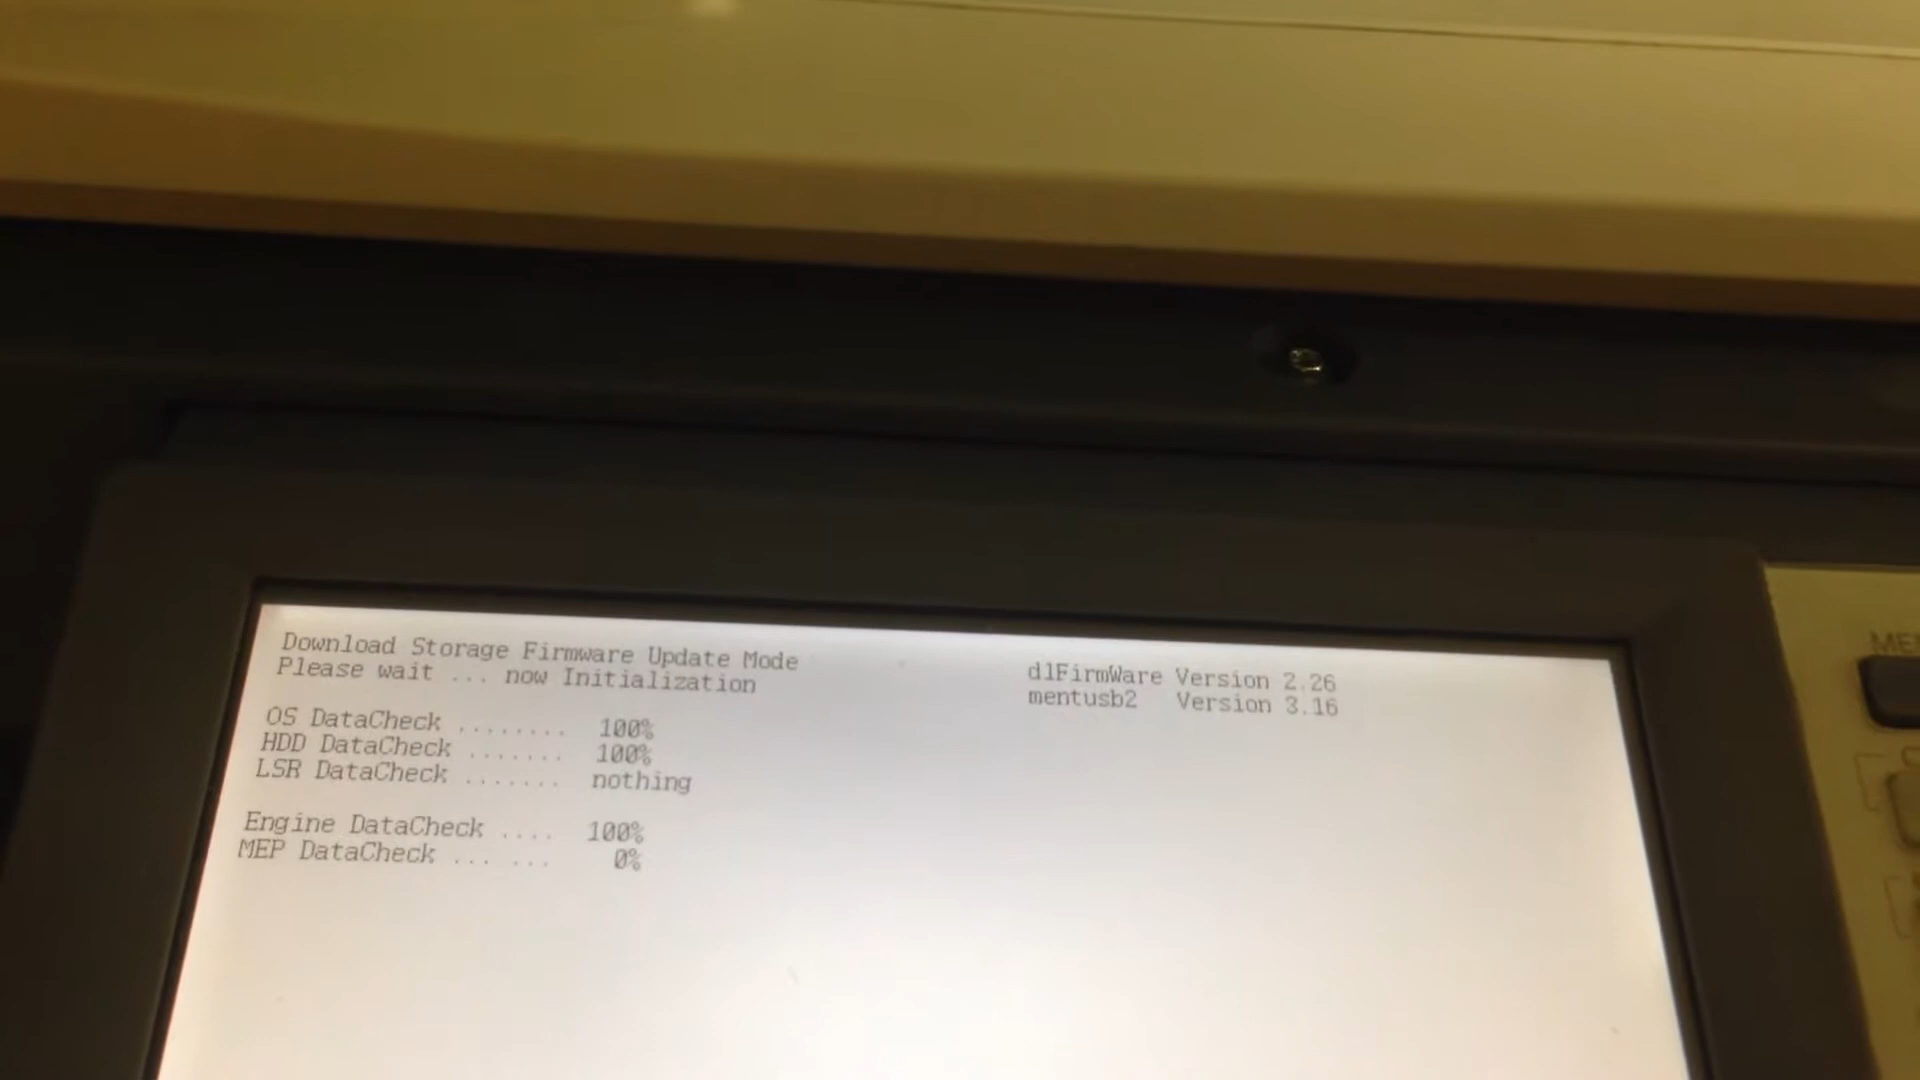 Download Storage Firmware Update Mode
Please wait ... now Initialization
dlFirmWare Version 2.26
mentusb2 Version 3.16
OS DataCheck ........ 100%
HDD DataCheck ....... 100%
LSR DataCheck ....... nothing
Engine DataCheck .... 100%
MEP DataCheck ... ... 0%